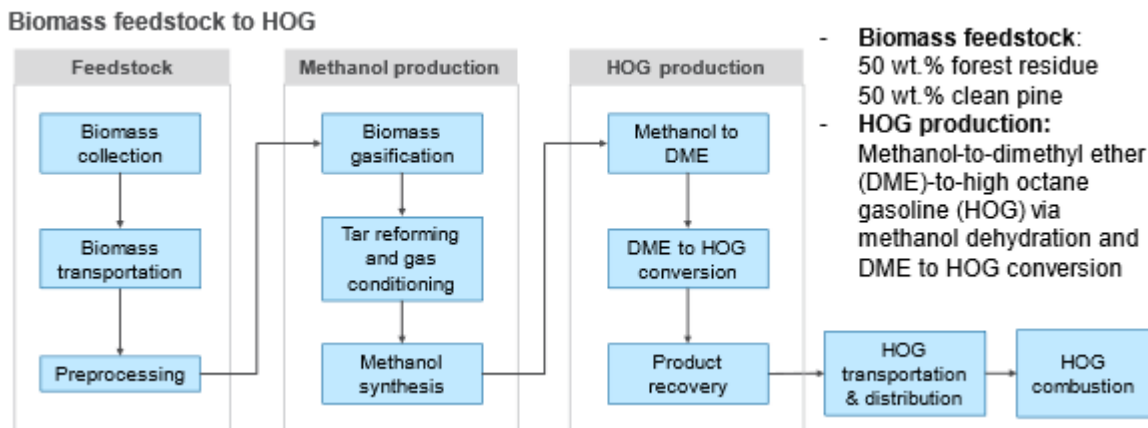 Biomass feedstock to HOG
Feedstock
Biomass
collection
Biomass
transportation
Preprocessing
Methanol production
Biomass
gasification
Tar reforming
and gas
conditioning
Methanol
synthesis
HOG production
Methanol to
DME
DME to HOG
conversion
Product
recovery
HOG
transportation
& distribution
HOG
combustion
- Biomass feedstock:
50 wt.% forest residue
50 wt.% clean pine
- HOG production:
Methanol-to-dimethyl ether
(DME)-to-high octane
gasoline (HOG) via
methanol dehydration and
DME to HOG conversion